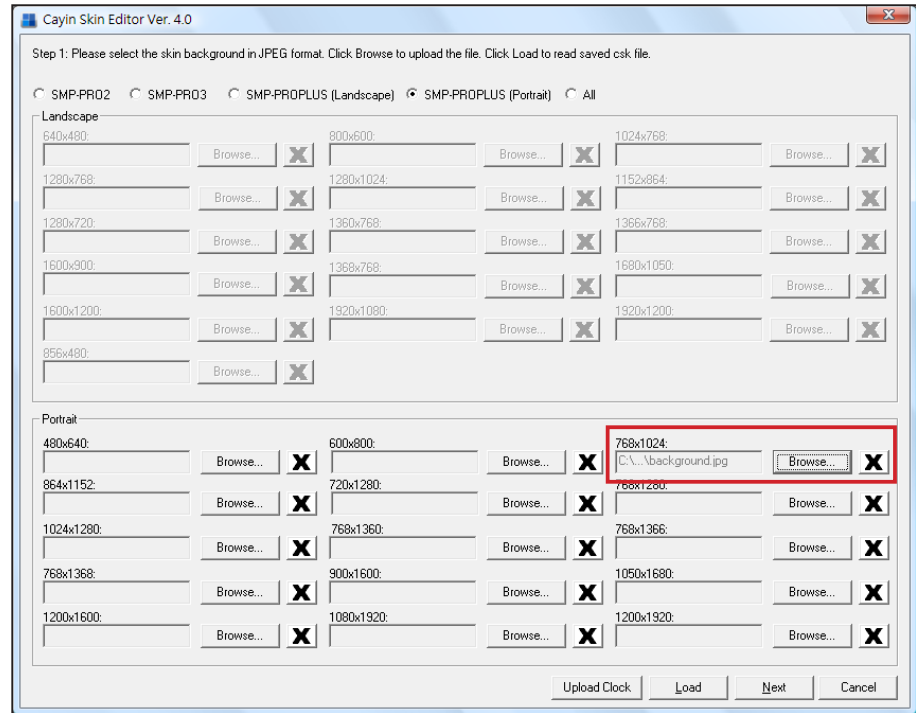 Cayin Skin Editor Ver. 4.0
Step 1: Please select the skin background in JPEG format. Click Browse to upload the file. Click Load to read saved csk file.
SMP-PRO2 SMP-PRO3 SMP-PROPLUS (Landscape) SMP-PROPLUS (Portrait) All
Landscape
640x480: 800x600: 1024x768:
Browse... X Browse... X Browse... X
1280x768: 1280x1024: 1152x864:
Browse... X Browse... X Browse... X
1280x720: 1360x768: 1366x768:
Browse... X Browse... X Browse... X
1600x900: 1368x768: 1680x1050:
Browse... X Browse... X Browse... X
1600x1200: 1920x1080: 1920x1200:
Browse... X Browse... X Browse... X
856x480:
Browse... X
Portrait
480x640: 600x800: 768x1024:
Browse... X Browse... X C:\...\background.jpg Browse... X
864x1152: 720x1280: 768x1280:
Browse... X Browse... X Browse... X
1024x1280: 768x1360: 768x1366:
Browse... X Browse... X Browse... X
768x1368: 900x1600: 1050x1680:
Browse... X Browse... X Browse... X
1200x1600: 1080x1920: 1200x1920:
Browse... X Browse... X Browse... X
Upload Clock Load Next Cancel